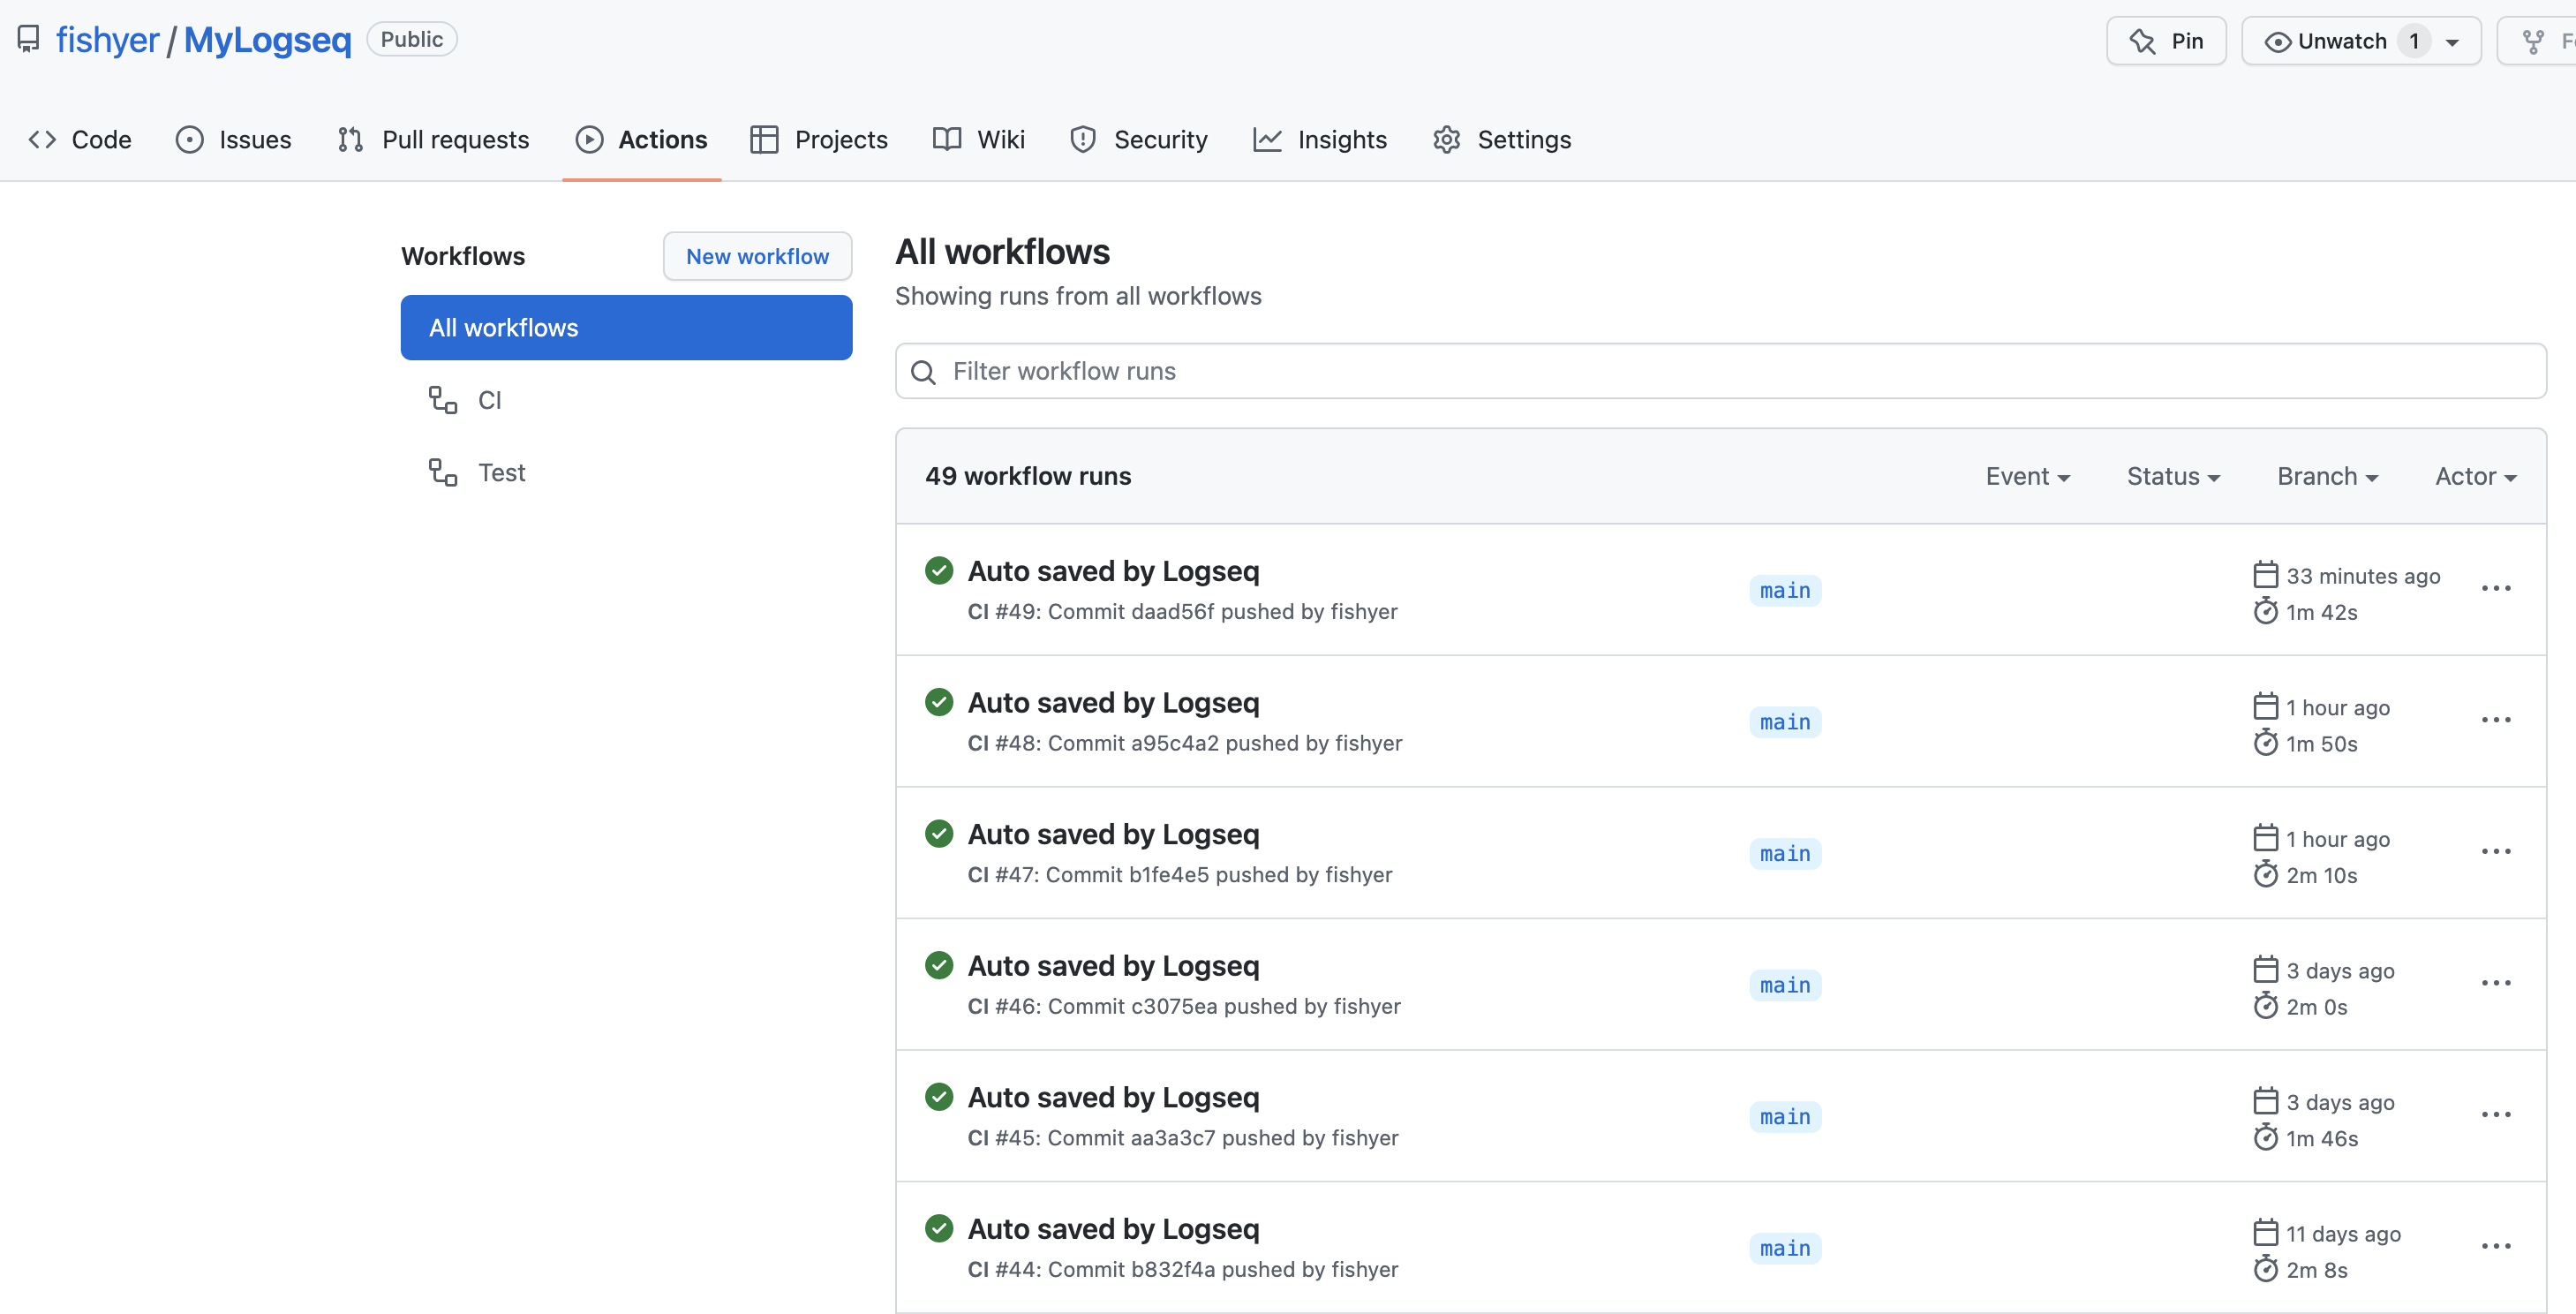 fishyer / MyLogseq Public
Pin Unwatch 1
Code Issues Pull requests Actions Projects Wiki Security Insights Settings
Workflows New workflow
All workflows
CI
Test
All workflows
Showing runs from all workflows
Filter workflow runs
49 workflow runs Event Status Branch Actor
Auto saved by Logseq
CI #49: Commit daad56f pushed by fishyer
main
33 minutes ago
1m 42s
Auto saved by Logseq
CI #48: Commit a95c4a2 pushed by fishyer
main
1 hour ago
1m 50s
Auto saved by Logseq
CI #47: Commit b1fe4e5 pushed by fishyer
main
1 hour ago
2m 10s
Auto saved by Logseq
CI #46: Commit c3075ea pushed by fishyer
main
3 days ago
2m 0s
Auto saved by Logseq
CI #45: Commit aa3a3c7 pushed by fishyer
main
3 days ago
1m 46s
Auto saved by Logseq
CI #44: Commit b832f4a pushed by fishyer
main
11 days ago
2m 8s